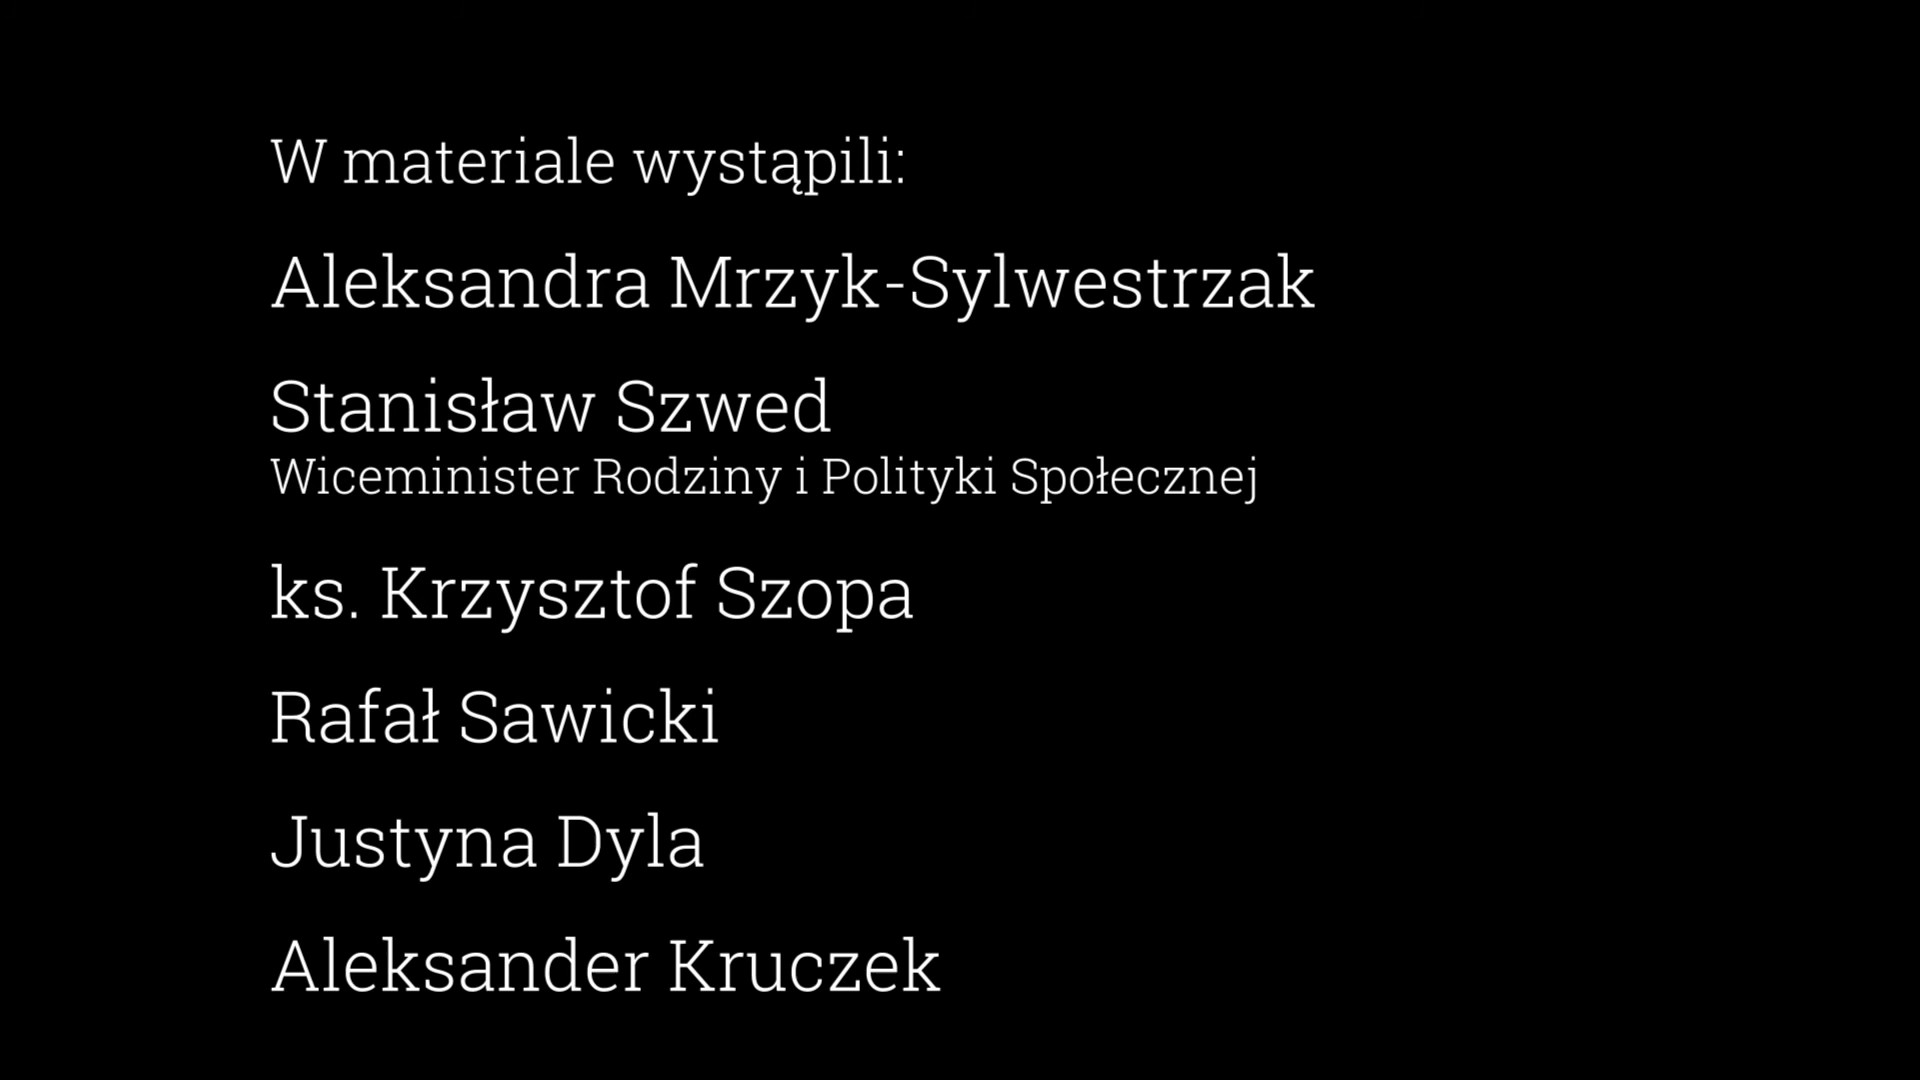 W materiale wystąpili:
Aleksandra Mrzyk-Sylwestrzak
Stanisław Szwed
Wiceminister Rodziny i Polityki Społecznej
ks. Krzysztof Szopa
Rafał Sawicki
Justyna Dyla
Aleksander Kruczek